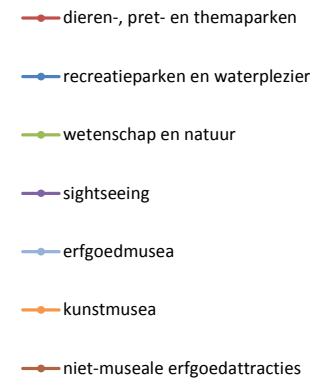 dieren-, pret- en themaparken
recreatieparken en waterplezier
wetenschap en natuur
sightseeing
erfgoedmusea
kunstmusea
niet-museale erfgoedattracties